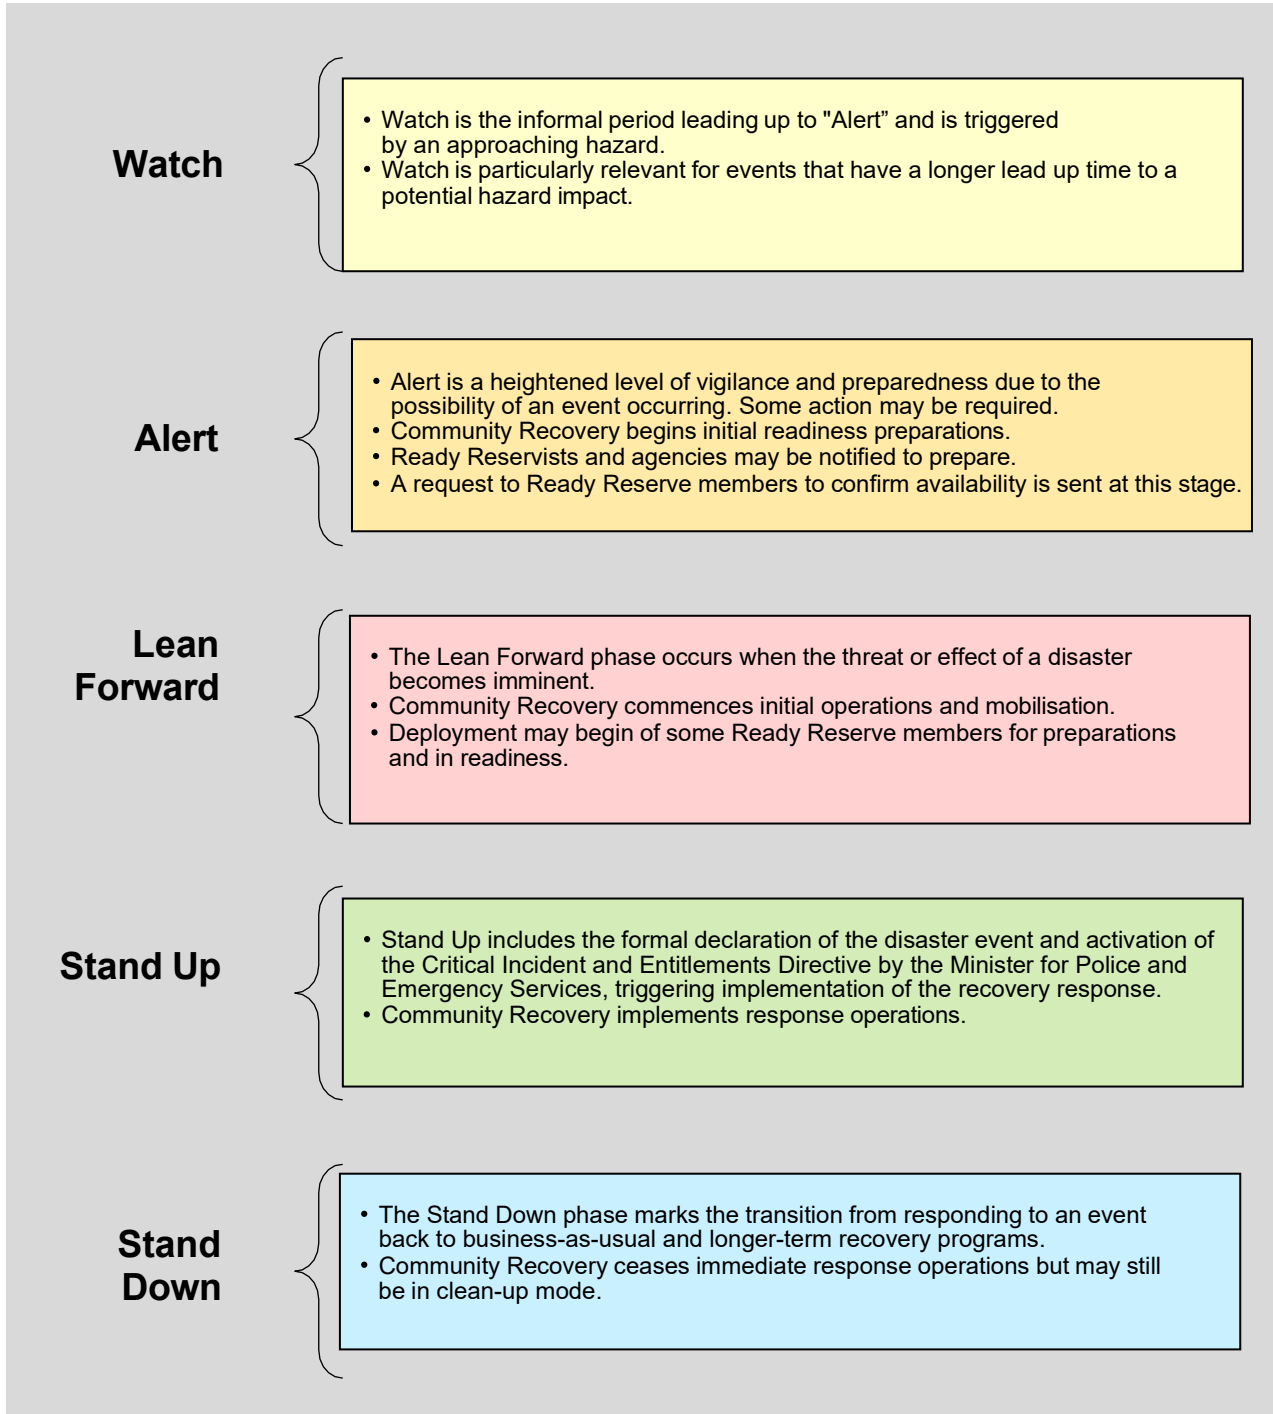 Watch
• Watch is the informal period leading up to "Alert” and is triggered
by an approaching hazard.
• Watch is particularly relevant for events that have a longer lead up time to a
potential hazard impact.
Alert
• Alert is a heightened level of vigilance and preparedness due to the
possibility of an event occurring. Some action may be required.
• Community Recovery begins initial readiness preparations.
• Ready Reservists and agencies may be notified to prepare.
• A request to Ready Reserve members to confirm availability is sent at this stage.
Lean
Forward
• The Lean Forward phase occurs when the threat or effect of a disaster
becomes imminent.
• Community Recovery commences initial operations and mobilisation.
• Deployment may begin of some Ready Reserve members for preparations
and in readiness.
Stand Up
• Stand Up includes the formal declaration of the disaster event and activation of
the Critical Incident and Entitlements Directive by the Minister for Police and
Emergency Services, triggering implementation of the recovery response.
• Community Recovery implements response operations.
Stand
Down
• The Stand Down phase marks the transition from responding to an event
back to business-as-usual and longer-term recovery programs.
• Community Recovery ceases immediate response operations but may still
be in clean-up mode.